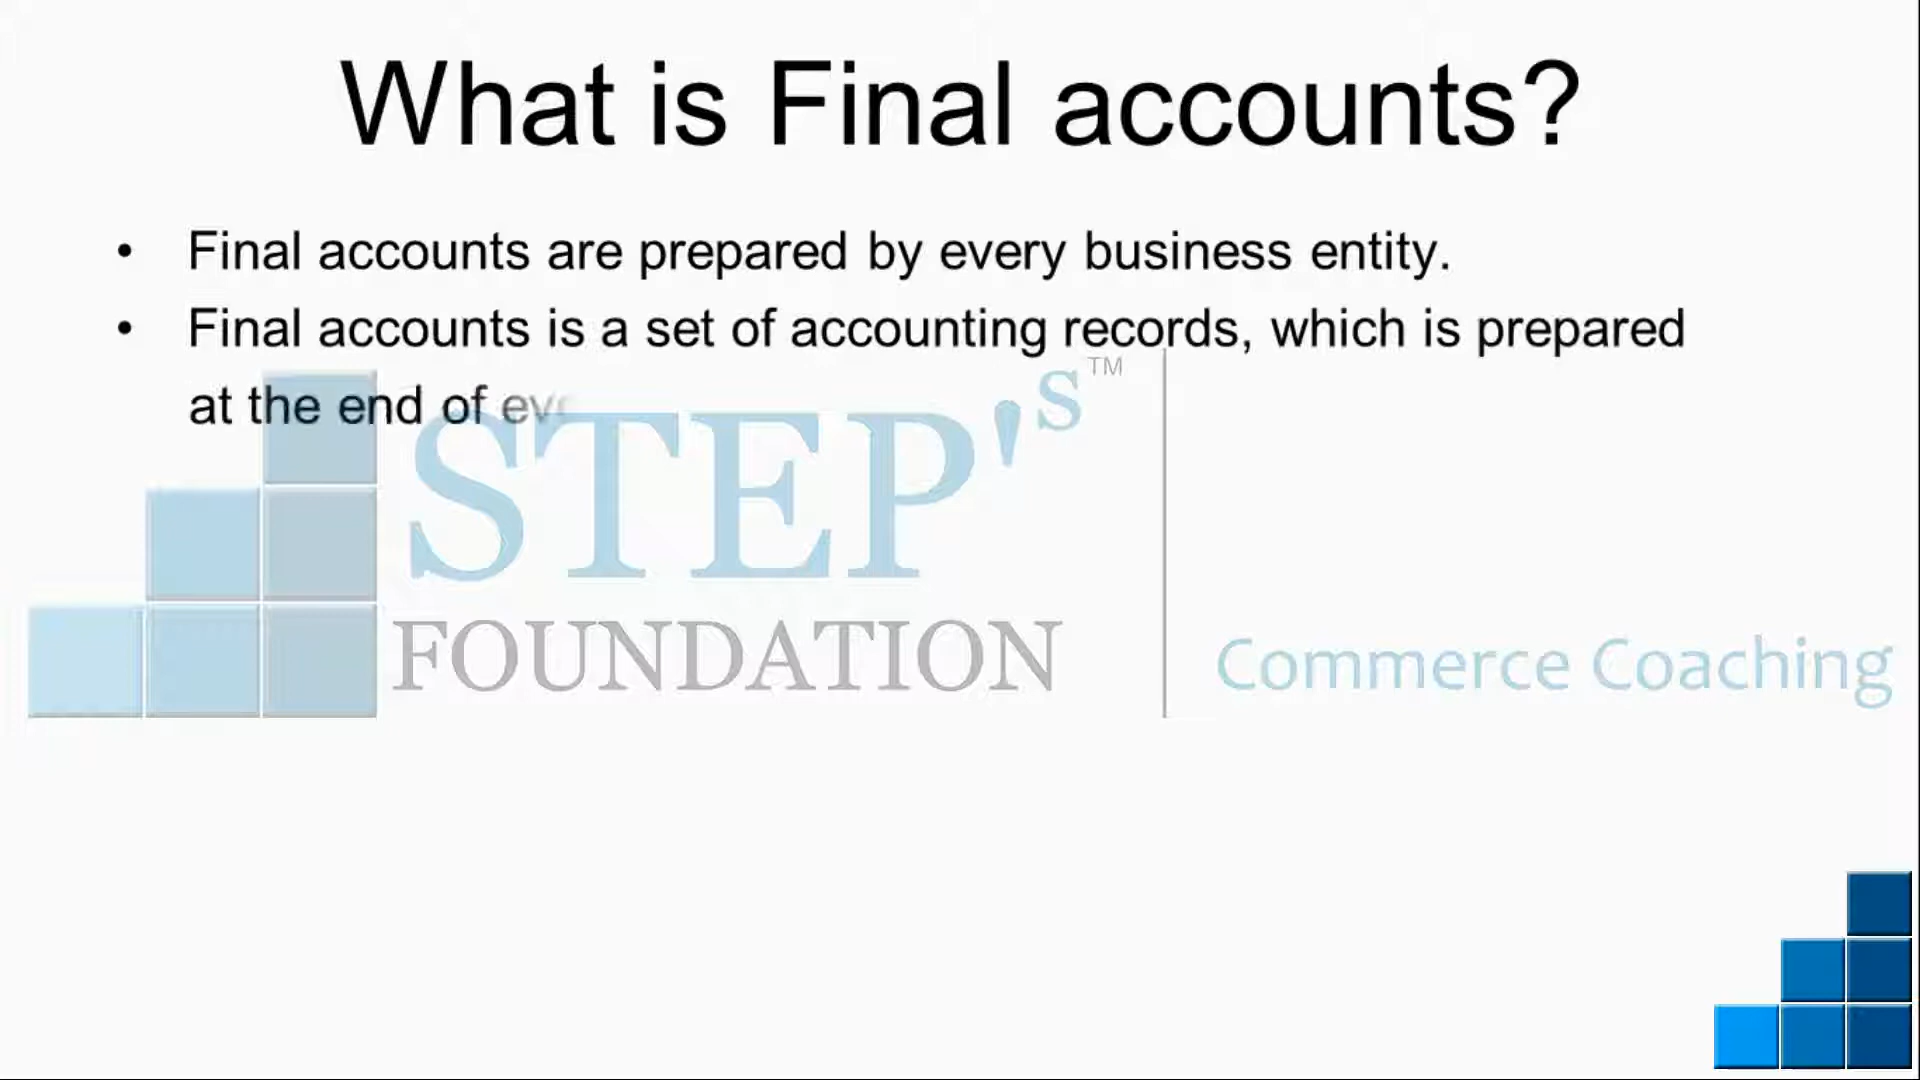 What is Final accounts?
• Final accounts are prepared by every business entity.
• Final accounts is a set of accounting records, which is prepared
at the end of
STEP's™
FOUNDATION
Commerce Coaching